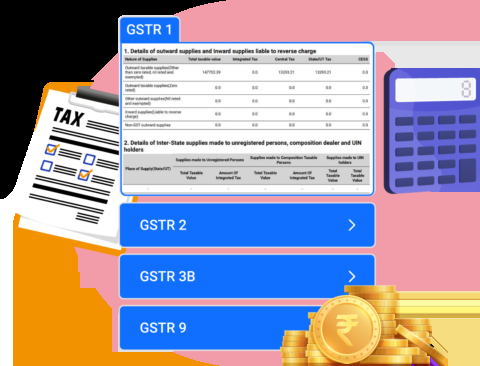 GSTR 1
1. Details of outward supplies and Inward supplies liable to reverse charge
Nature of Supplies Total taxable value Integrated Tax Central Tax State/UT Tax CESS
Outward taxable supplies(Other
than zero rated, nil rated and
exempted) 147702.39 0.0 13293.21 13293.21 0.0
Outward taxable supplies(Zero
rated) 0.0 0.0 0.0 0.0 0.0
Other outward supplies(Nil rated
and exempted) 0.0 0.0 0.0 0.0 0.0
Inward supplies(Liable to reverse
charge) 0.0 0.0 0.0 0.0 0.0
Non-GST outward supplies 0.0 0.0 0.0 0.0 0.0
2. Details of Inter-State supplies made to unregistered persons, composition dealer and UIN
holders
Place of Supply(State/UT) Supplies made to Unregistered Persons Supplies made to Composition Taxable
Persons Supplies made to UIN
holders
Total Taxable
Value Amount Of
Integrated Tax Total Taxable
Value Amount Of
Integrated Tax Total
Taxable
Value Total
Taxable
Value
- - - - - - -
TAX
8
GSTR 2
GSTR 3B
GSTR 9
₹